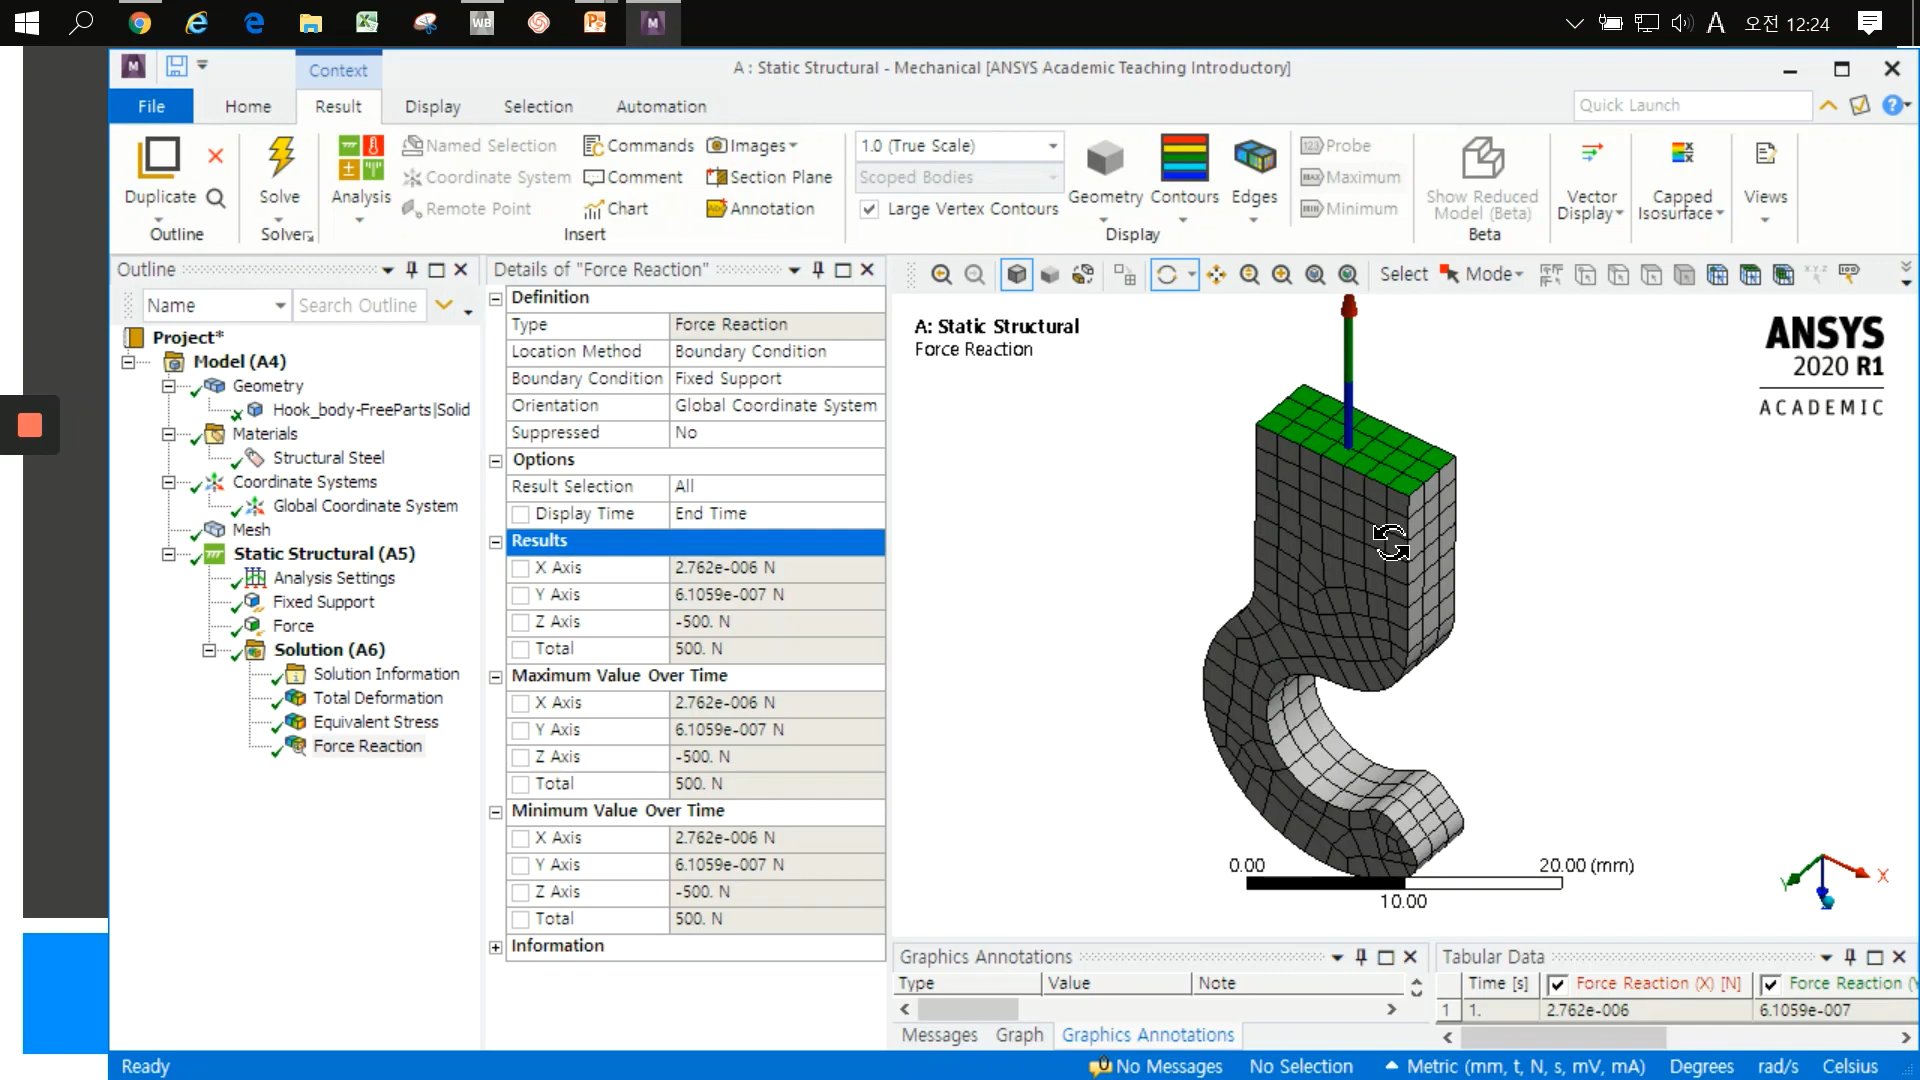 WB
A
오전 12:24
Context
A : Static Structural - Mechanical [ANSYS Academic Teaching Introductory]
File
Home
Result
Display
Selection
Automation
Quick Launch
Duplicate
Outline
Solve
Solver
Analysis
Named Selection
Coordinate System
Remote Point
Commands
Comment
Chart
Images
Section Plane
Annotation
Insert
1.0 (True Scale)
Scoped Bodies
Large Vertex Contours
Geometry
Contours
Edges
Display
Probe
Maximum
Minimum
Show Reduced
Model (Beta)
Beta
Vector
Display
Capped
Isosurface
Views
Outline
Name
Search Outline
Project*
Model (A4)
Geometry
Hook_body-FreeParts|Solid
Materials
Structural Steel
Coordinate Systems
Global Coordinate System
Mesh
Static Structural (A5)
Analysis Settings
Fixed Support
Force
Solution (A6)
Solution Information
Total Deformation
Equivalent Stress
Force Reaction
Details of "Force Reaction"
Definition
Type Force Reaction
Location Method Boundary Condition
Boundary Condition Fixed Support
Orientation Global Coordinate System
Suppressed No
Options
Result Selection All
Display Time End Time
Results
X Axis 2.762e-006 N
Y Axis 6.1059e-007 N
Z Axis -500. N
Total 500. N
Maximum Value Over Time
X Axis 2.762e-006 N
Y Axis 6.1059e-007 N
Z Axis -500. N
Total 500. N
Minimum Value Over Time
X Axis 2.762e-006 N
Y Axis 6.1059e-007 N
Z Axis -500. N
Total 500. N
Information
Select
Mode
A: Static Structural
Force Reaction
ANSYS
2020 R1
ACADEMIC
0.00
20.00 (mm)
10.00
X
Y
Graphics Annotations
Type Value Note
Messages Graph Graphics Annotations
Tabular Data
Time [s] Force Reaction (X) [N] Force Reaction (Y
1 1. 2.762e-006 6.1059e-007
Ready
No Messages
No Selection
Metric (mm, t, N, s, mV, mA)
Degrees
rad/s
Celsius